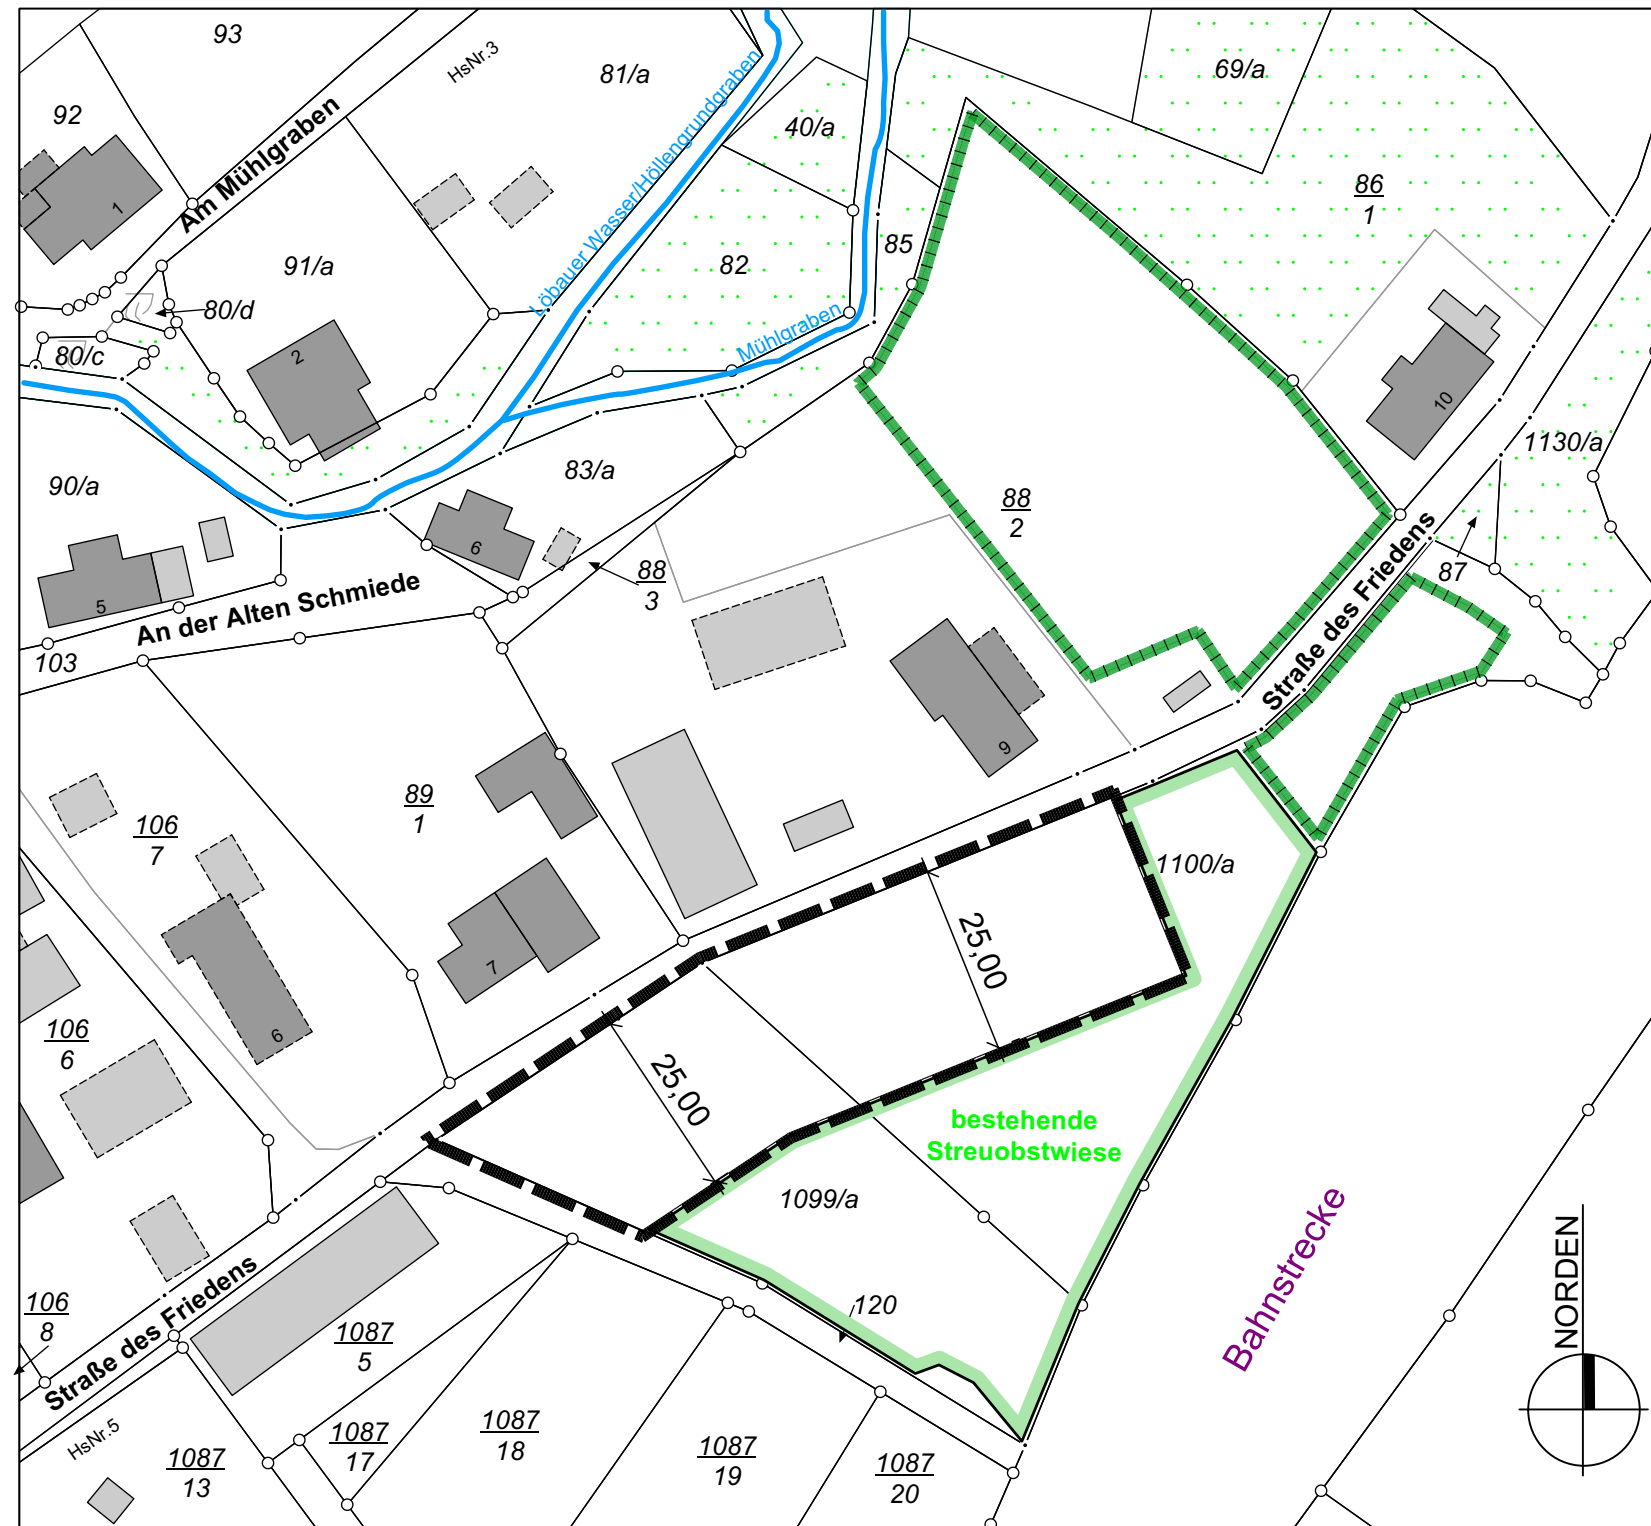 93
HsNr.3
81/a
69/a
92
Am Mühlgraben
40/a
1
Löbauer Wasser/Höllengrundgraben
86
1
85
82
91/a
80/d
Mühlgraben
80/c
2
10
1130/a
90/a
83/a
88
2
6
88
3
87
5
An der Alten Schmiede
103
Straße des Friedens
9
89
1
106
7
1100/a
25,00
7
6
106
6
25,00
bestehende
Streuobstwiese
1099/a
Bahnstrecke
NORDEN
120
106
8
Straße des Friedens
1087
5
HsNr.5
1087
13
1087
17
1087
18
1087
19
1087
20